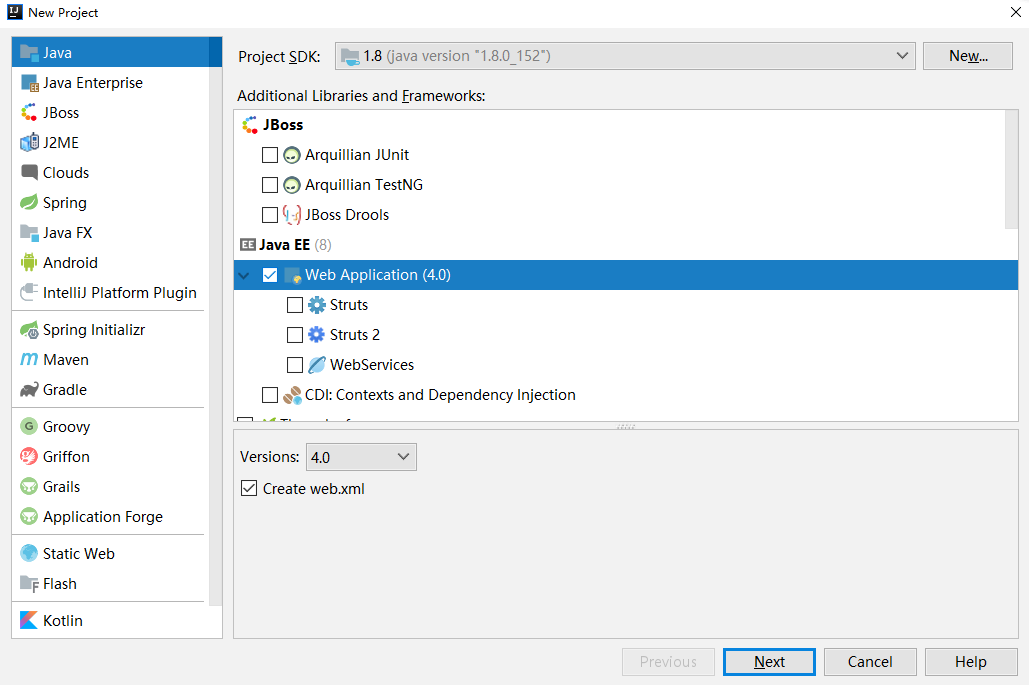 New Project
Java
Java Enterprise
JBoss
J2ME
Clouds
Spring
Java FX
Android
IntelliJ Platform Plugin
Spring Initializr
Maven
Gradle
Groovy
Griffon
Grails
Application Forge
Static Web
Flash
Kotlin
Project SDK: 1.8 (java version "1.8.0_152") New...
Additional Libraries and Frameworks:
JBoss
Arquillian JUnit
Arquillian TestNG
JBoss Drools
Java EE (8)
Web Application (4.0)
Struts
Struts 2
WebServices
CDI: Contexts and Dependency Injection
Versions: 4.0
Create web.xml
Previous Next Cancel Help